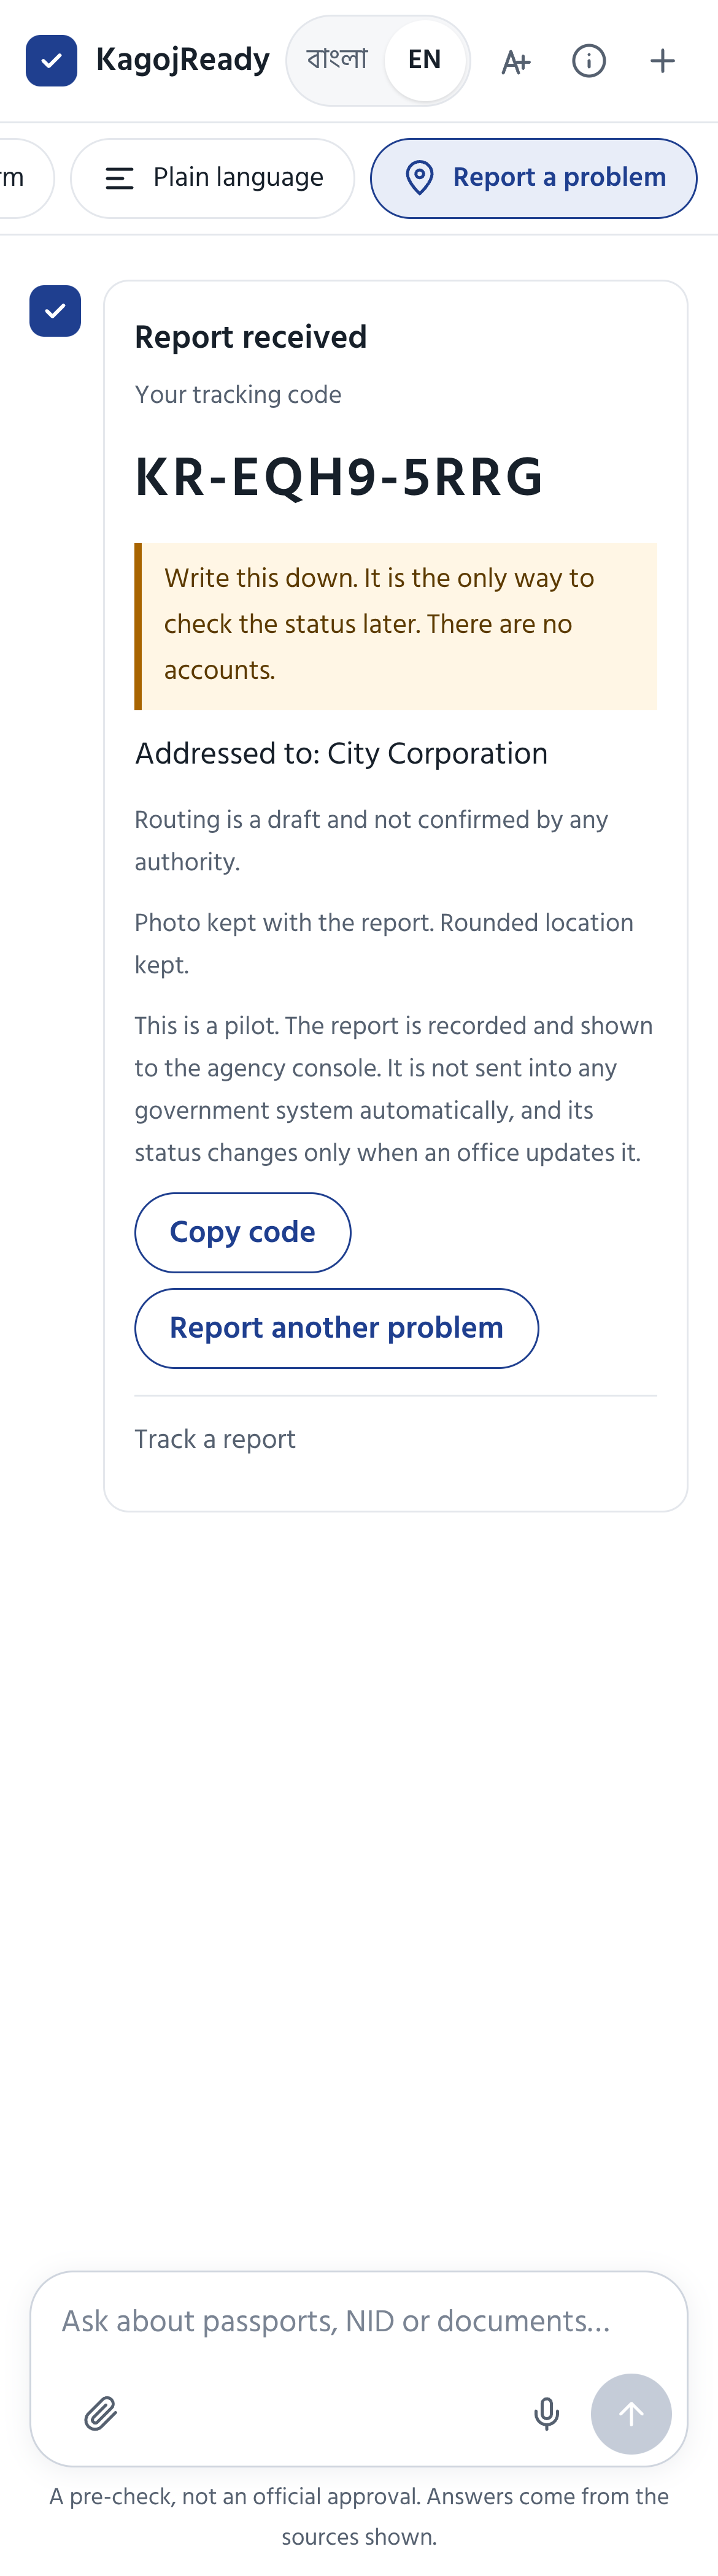 KagojReady বাংলা EN A+
rm Plain language Report a problem
Report received
Your tracking code
KR-EQH9-5RRG
Write this down. It is the only way to
check the status later. There are no
accounts.
Addressed to: City Corporation
Routing is a draft and not confirmed by any
authority.
Photo kept with the report. Rounded location
kept.
This is a pilot. The report is recorded and shown
to the agency console. It is not sent into any
government system automatically, and its
status changes only when an office updates it.
Copy code
Report another problem
Track a report
Ask about passports, NID or documents...
A pre-check, not an official approval. Answers come from the
sources shown.